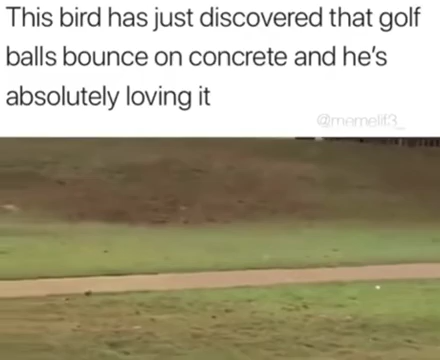 This bird has just discovered that golf
balls bounce on concrete and he's
absolutely loving it